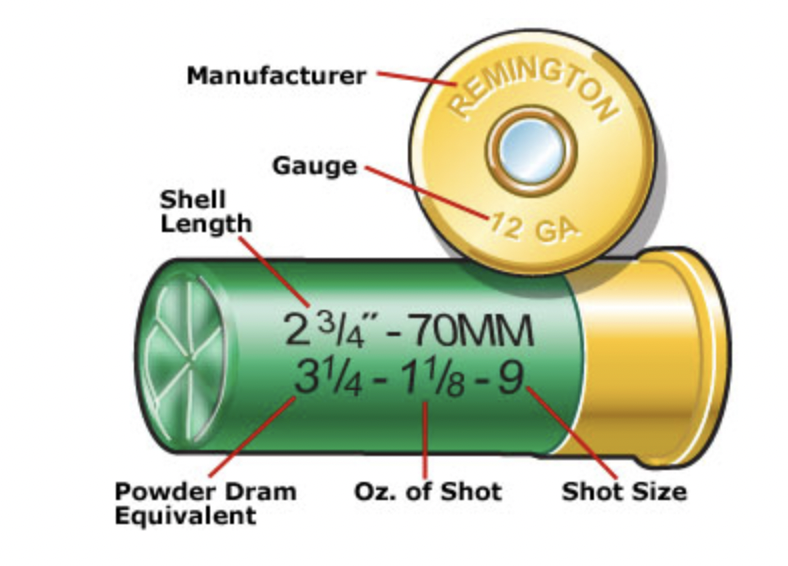 Manufacturer
REMINGTON
Gauge
12 GA
Shell
Length
2 3/4" - 70MM
3 1/4 - 1 1/8 - 9
Powder Dram
Equivalent
Oz. of Shot
Shot Size